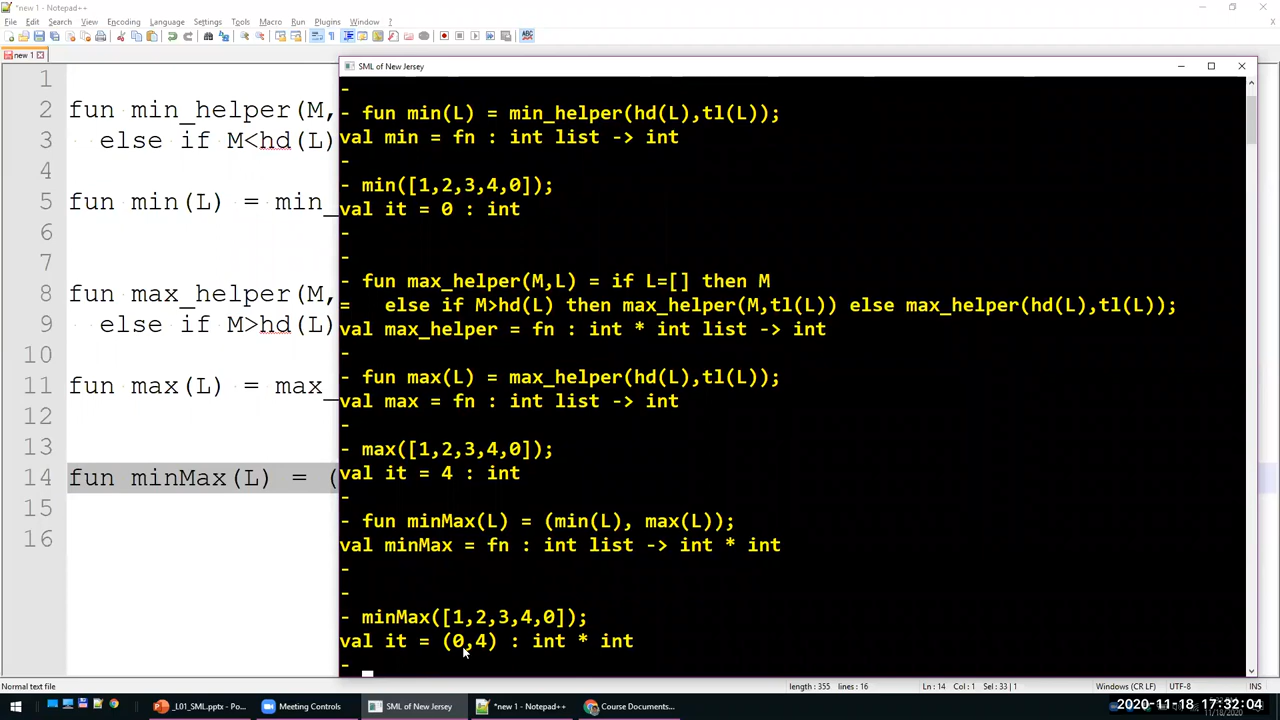 *new 1 - Notepad++
File Edit Search View Encoding Language Settings Tools Macro Run Plugins Window ?
new 1
1
2 fun min_helper(M,
3 else if M<hd(L)
4
5 fun min(L) = min_
6
7
8 fun max_helper(M,
9 else if M>hd(L)
10
11 fun max(L) = max_
12
13
14 fun minMax(L) = (
15
16
SML of New Jersey
-
- fun min(L) = min_helper(hd(L),tl(L));
val min = fn : int list -> int
-
- min([1,2,3,4,0]);
val it = 0 : int
-
-
- fun max_helper(M,L) = if L=[] then M
= else if M>hd(L) then max_helper(M,tl(L)) else max_helper(hd(L),tl(L));
val max_helper = fn : int * int list -> int
-
- fun max(L) = max_helper(hd(L),tl(L));
val max = fn : int list -> int
-
- max([1,2,3,4,0]);
val it = 4 : int
-
- fun minMax(L) = (min(L), max(L));
val minMax = fn : int list -> int * int
-
-
- minMax([1,2,3,4,0]);
val it = (0,4) : int * int
-
Normal text file length : 355 lines : 16 Ln : 14 Col : 1 Sel : 33 | 1 Windows (CR LF) UTF-8 INS
_L01_SML.pptx - Po... Meeting Controls SML of New Jersey *new 1 - Notepad++ Course Documents...
2020-11-18 17:32:04
11/18/2020